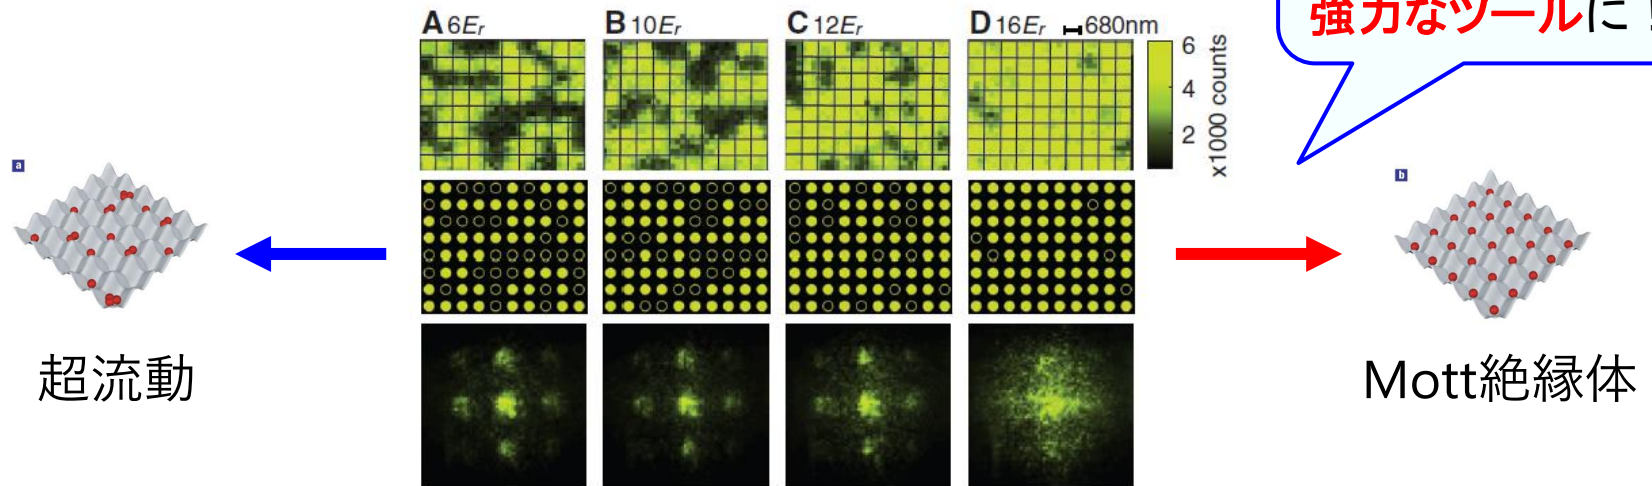 強力なツールに！
A 6Er
B 10Er
C 12Er
D 16Er
680nm
6
4
2
x1000 counts
a
b
超流動
Mott絶縁体